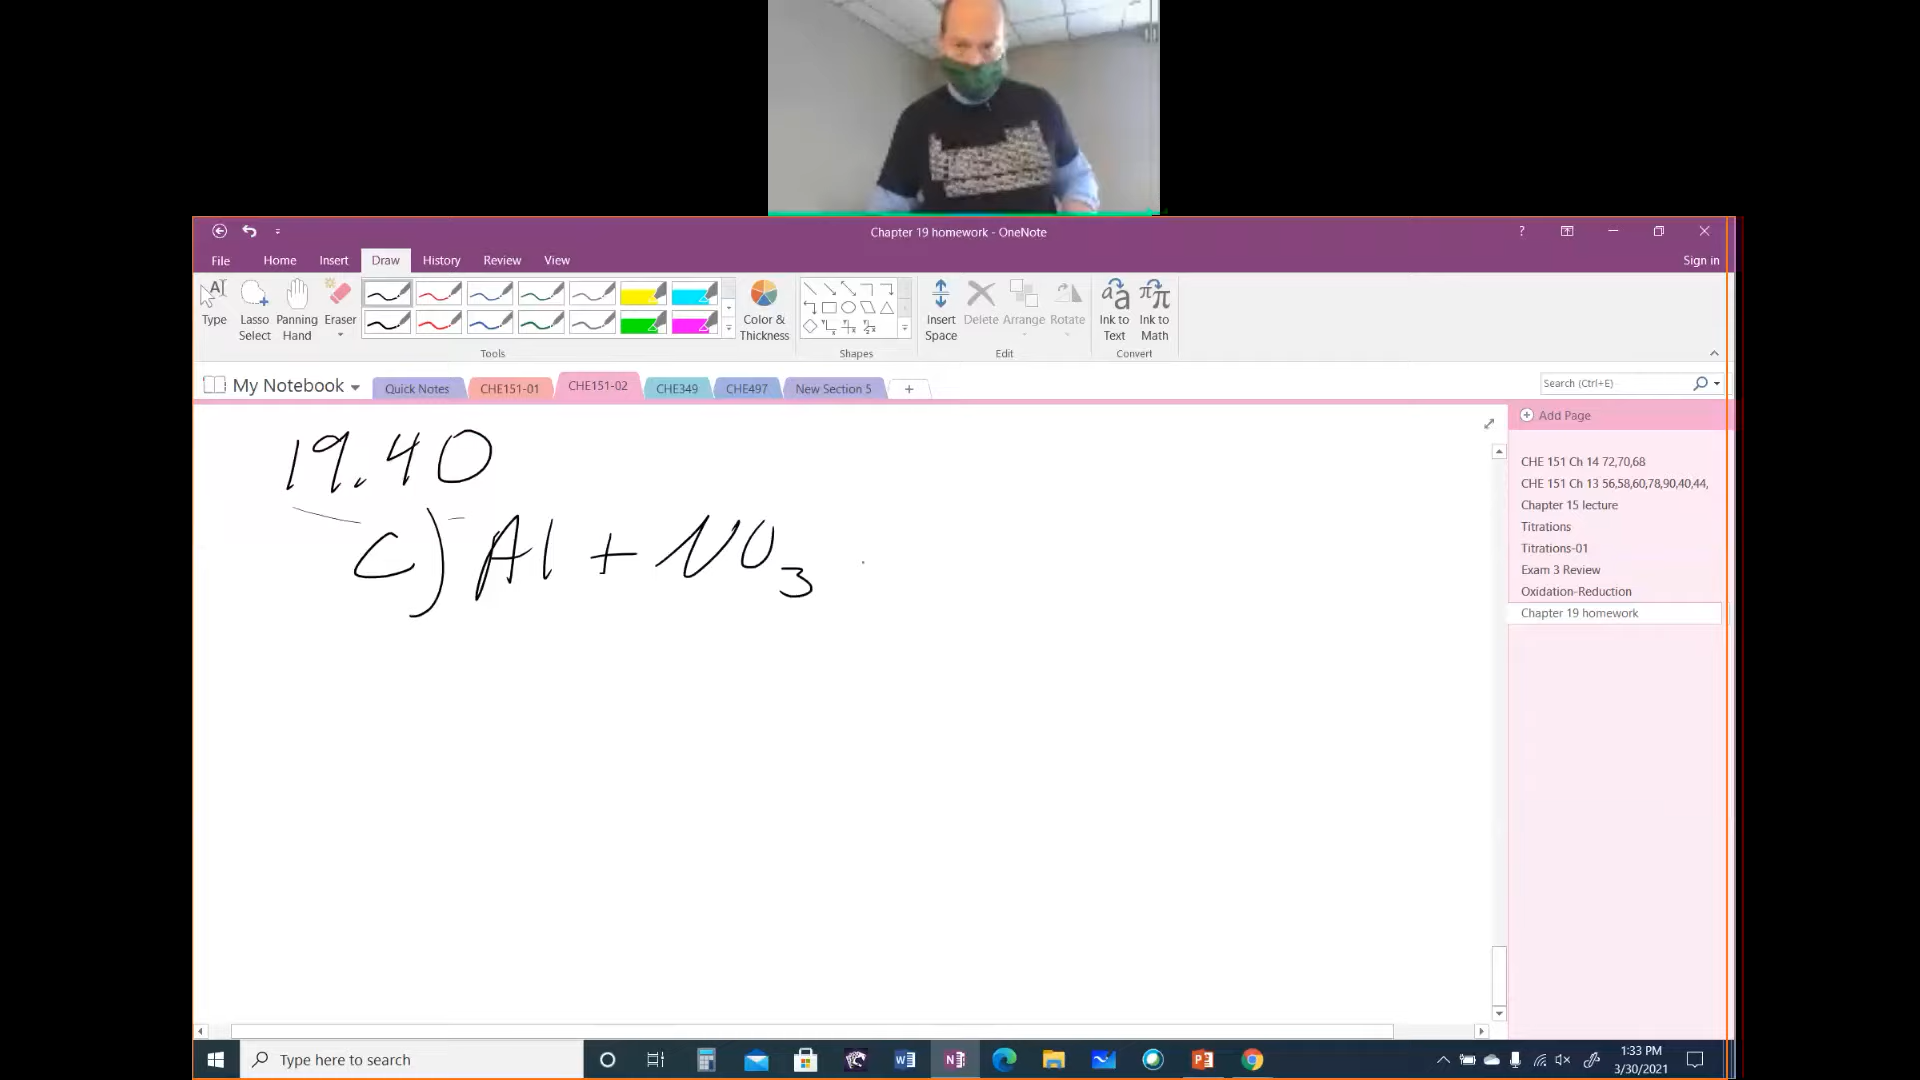 Chapter 19 homework - OneNote
?
File Home Insert Draw History Review View Sign in
Type
Lasso Select
Panning Hand
Eraser
Color & Thickness
Insert Space
Delete
Arrange
Rotate
Ink to Text
Ink to Math
Tools Shapes Edit Convert
My Notebook Quick Notes CHE151-01 CHE151-02 CHE349 CHE497 New Section 5 + Search (Ctrl+E)
Add Page
19.40
c) Al + NO3
CHE 151 Ch 14 72,70,68
CHE 151 Ch 13 56,58,60,78,90,40,44,
Chapter 15 lecture
Titrations
Titrations-01
Exam 3 Review
Oxidation-Reduction
Chapter 19 homework
Type here to search
1:33 PM
3/30/2021